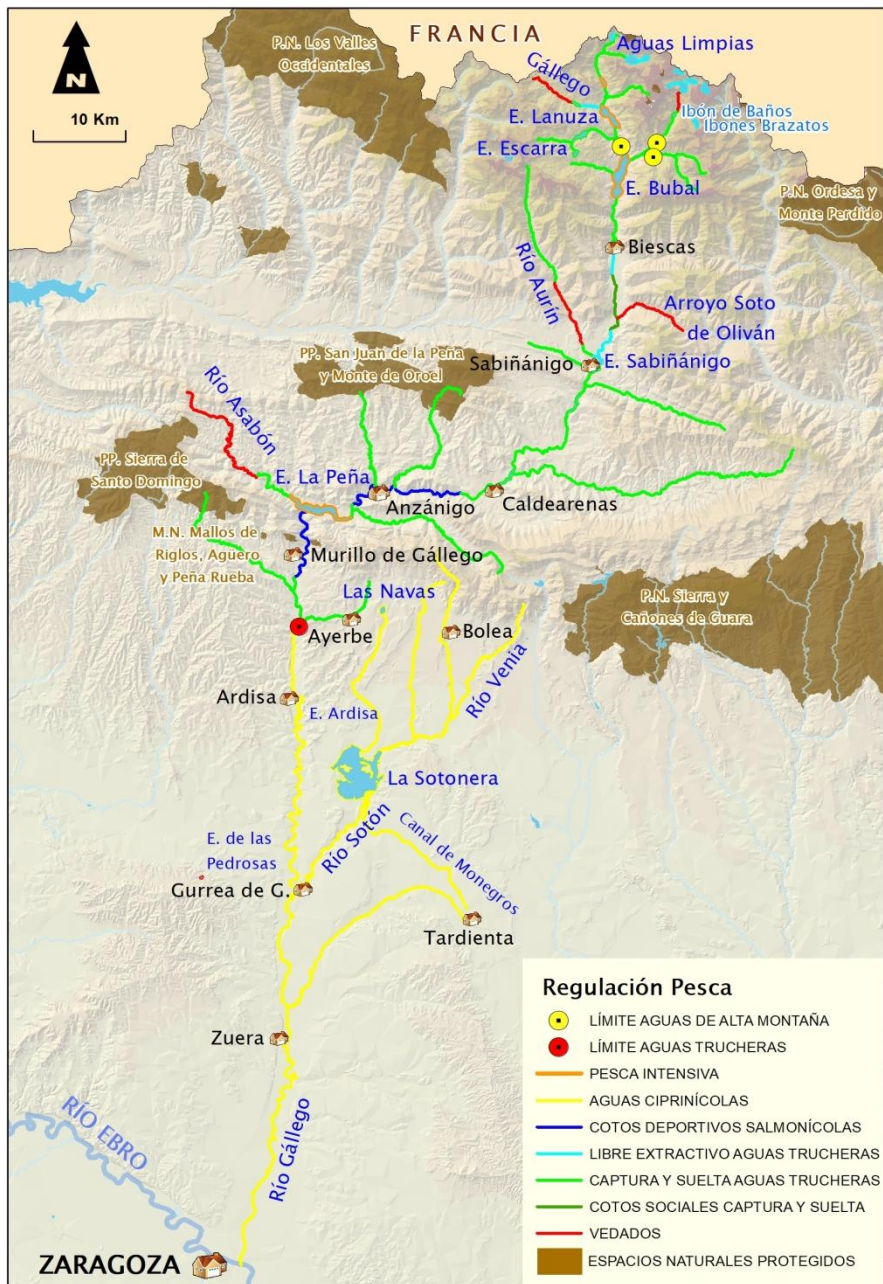 FRANCIA
P.N. Los Valles
Occidentales
N
10 Km
Aguas Limpias
Gállego
E. Lanuza
Ibón de Baños
Ibones Brazatos
E. Escarra
E. Bubal
P.N. Ordesa y
Monte Perdido
Biescas
Río Aurín
Arroyo Soto
de Oliván
PP. San Juan de la Peña
y Monte de Oroel
Sabiñánigo
E. Sabiñánigo
Río Asabón
PP. Sierra de
Santo Domingo
E. La Peña
Anzánigo
Caldearenas
M.N. Mallos de
Riglos, Agüero
y Peña Rueba
Murillo de Gállego
Las Navas
P.N. Sierra y
Cañones de Guara
Ayerbe
Bolea
Río Venia
Ardisa
E. Ardisa
La Sotonera
Río Sotón
Canal de Monegros
E. de las
Pedrosas
Gurrea de G.
Tardienta
Zuera
RÍO EBRO
Río Gállego
ZARAGOZA
Regulación Pesca
LÍMITE AGUAS DE ALTA MONTAÑA
LÍMITE AGUAS TRUCHERAS
PESCA INTENSIVA
AGUAS CIPRINÍCOLAS
COTOS DEPORTIVOS SALMONÍCOLAS
LIBRE EXTRACTIVO AGUAS TRUCHERAS
CAPTURA Y SUELTA AGUAS TRUCHERAS
COTOS SOCIALES CAPTURA Y SUELTA
VEDADOS
ESPACIOS NATURALES PROTEGIDOS